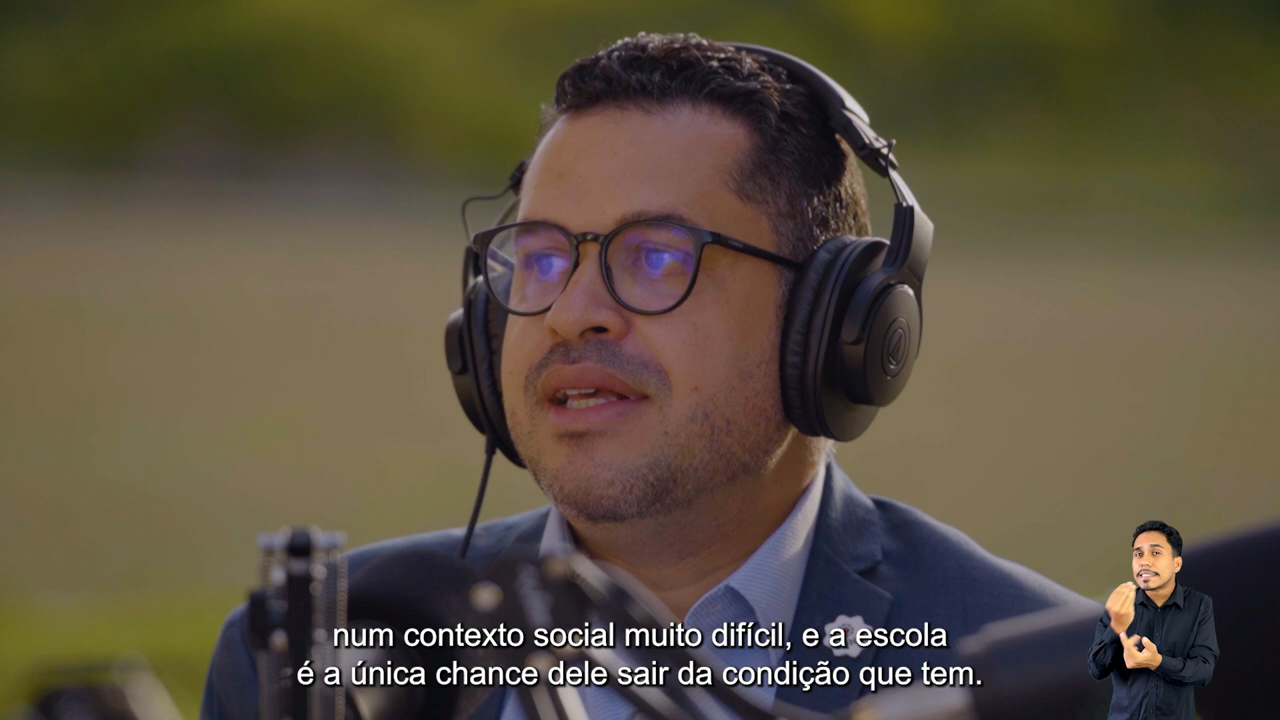 num contexto social muito difícil, e a escola
é a única chance dele sair da condição que tem.